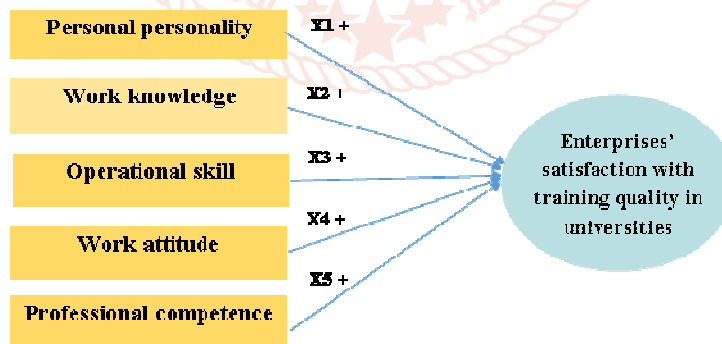 Personal personality
X1 +
Work knowledge
X2 +
Operational skill
X3 +
Work attitude
X4 +
Professional competence
X5 +
Enterprises'
satisfaction with
training quality in
universities